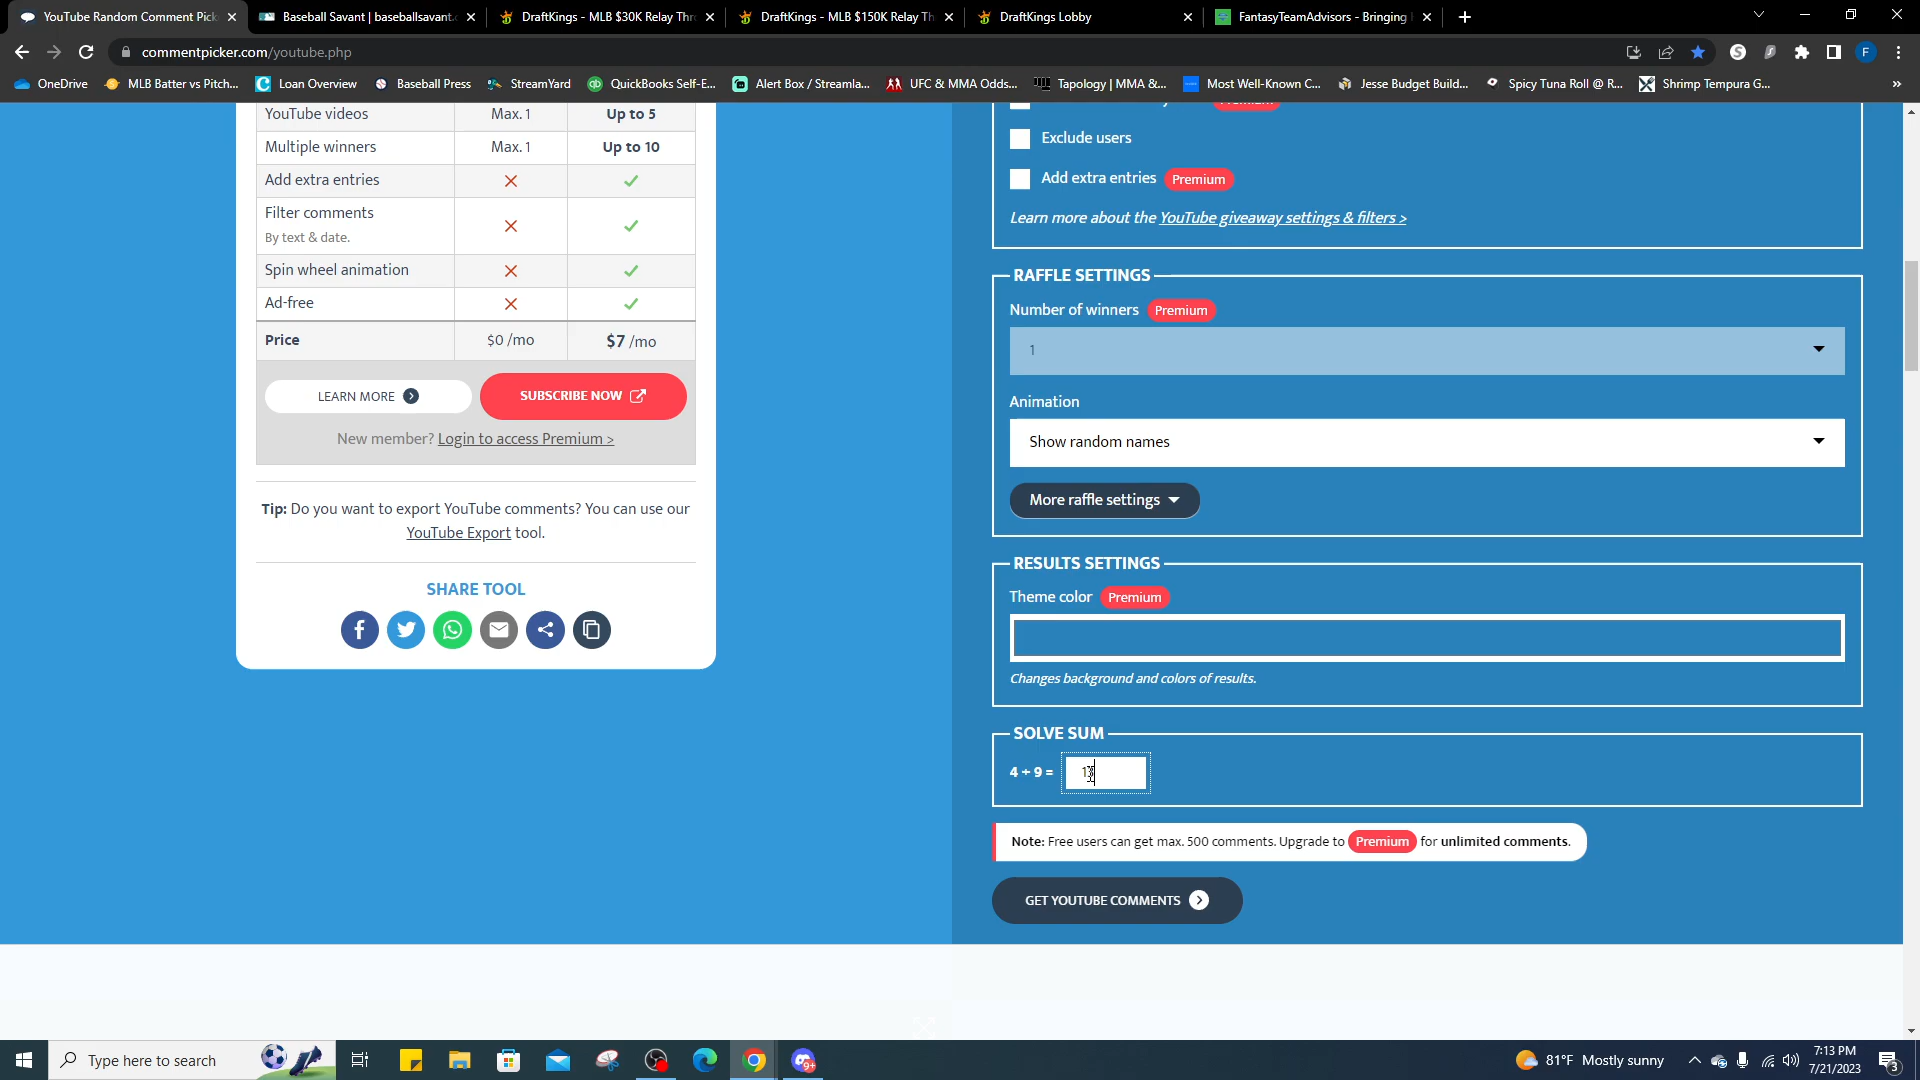 YouTube Random Comment Pick
Baseball Savant | baseballsavant.
DraftKings - MLB $30K Relay Thr
DraftKings - MLB $150K Relay Th
DraftKings Lobby
FantasyTeamAdvisors - Bringing
commentpicker.com/youtube.php
S
F
OneDrive
MLB Batter vs Pitch...
Loan Overview
Baseball Press
StreamYard
QuickBooks Self-E...
Alert Box / Streamla...
UFC & MMA Odds...
Tapology | MMA &...
Most Well-Known C...
Jesse Budget Build...
Spicy Tuna Roll @ R...
Shrimp Tempura G...
»
YouTube videos Max. 1 Up to 5
Multiple winners Max. 1 Up to 10
Add extra entries
Filter comments
By text & date.
Spin wheel animation
Ad-free
Price $0 /mo $7 /mo
LEARN MORE
SUBSCRIBE NOW
New member? Login to access Premium >
Tip: Do you want to export YouTube comments? You can use our
YouTube Export tool.
SHARE TOOL
Exclude users
Add extra entries Premium
Learn more about the YouTube giveaway settings & filters >
RAFFLE SETTINGS
Number of winners Premium
1
Animation
Show random names
More raffle settings
RESULTS SETTINGS
Theme color Premium
Changes background and colors of results.
SOLVE SUM
4 + 9 = 13
Note: Free users can get max. 500 comments. Upgrade to Premium for unlimited comments.
GET YOUTUBE COMMENTS
Type here to search
9+
81°F Mostly sunny
7:13 PM
7/21/2023
3